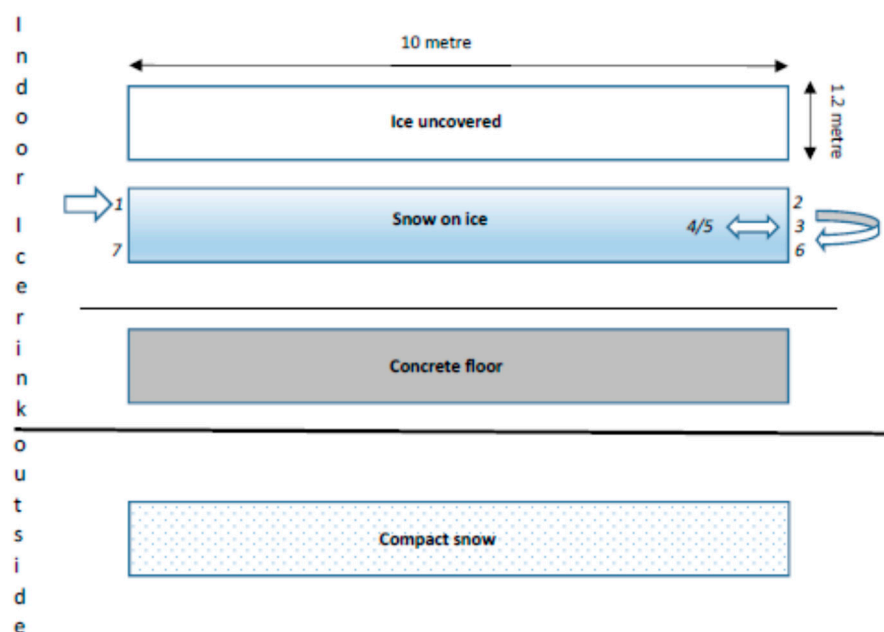 Indoor Icerink
10 metre
1.2 metre
Ice uncovered
1
Snow on ice
2
4/5
3
7
6
Concrete floor
outside
Compact snow